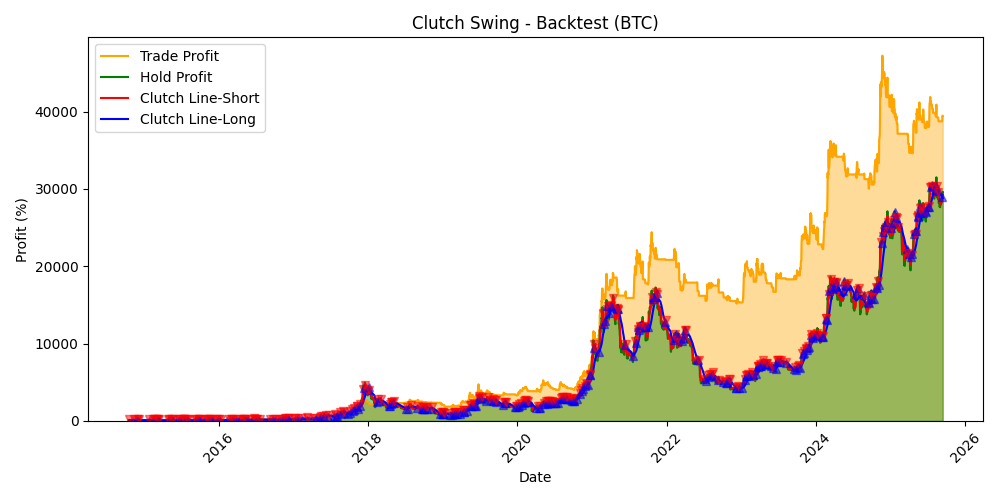 Clutch Swing - Backtest (BTC)
Trade Profit
Hold Profit
Clutch Line-Short
Clutch Line-Long
Profit (%)
40000
30000
20000
10000
0
2016
2018
2020
2022
2024
2026
Date